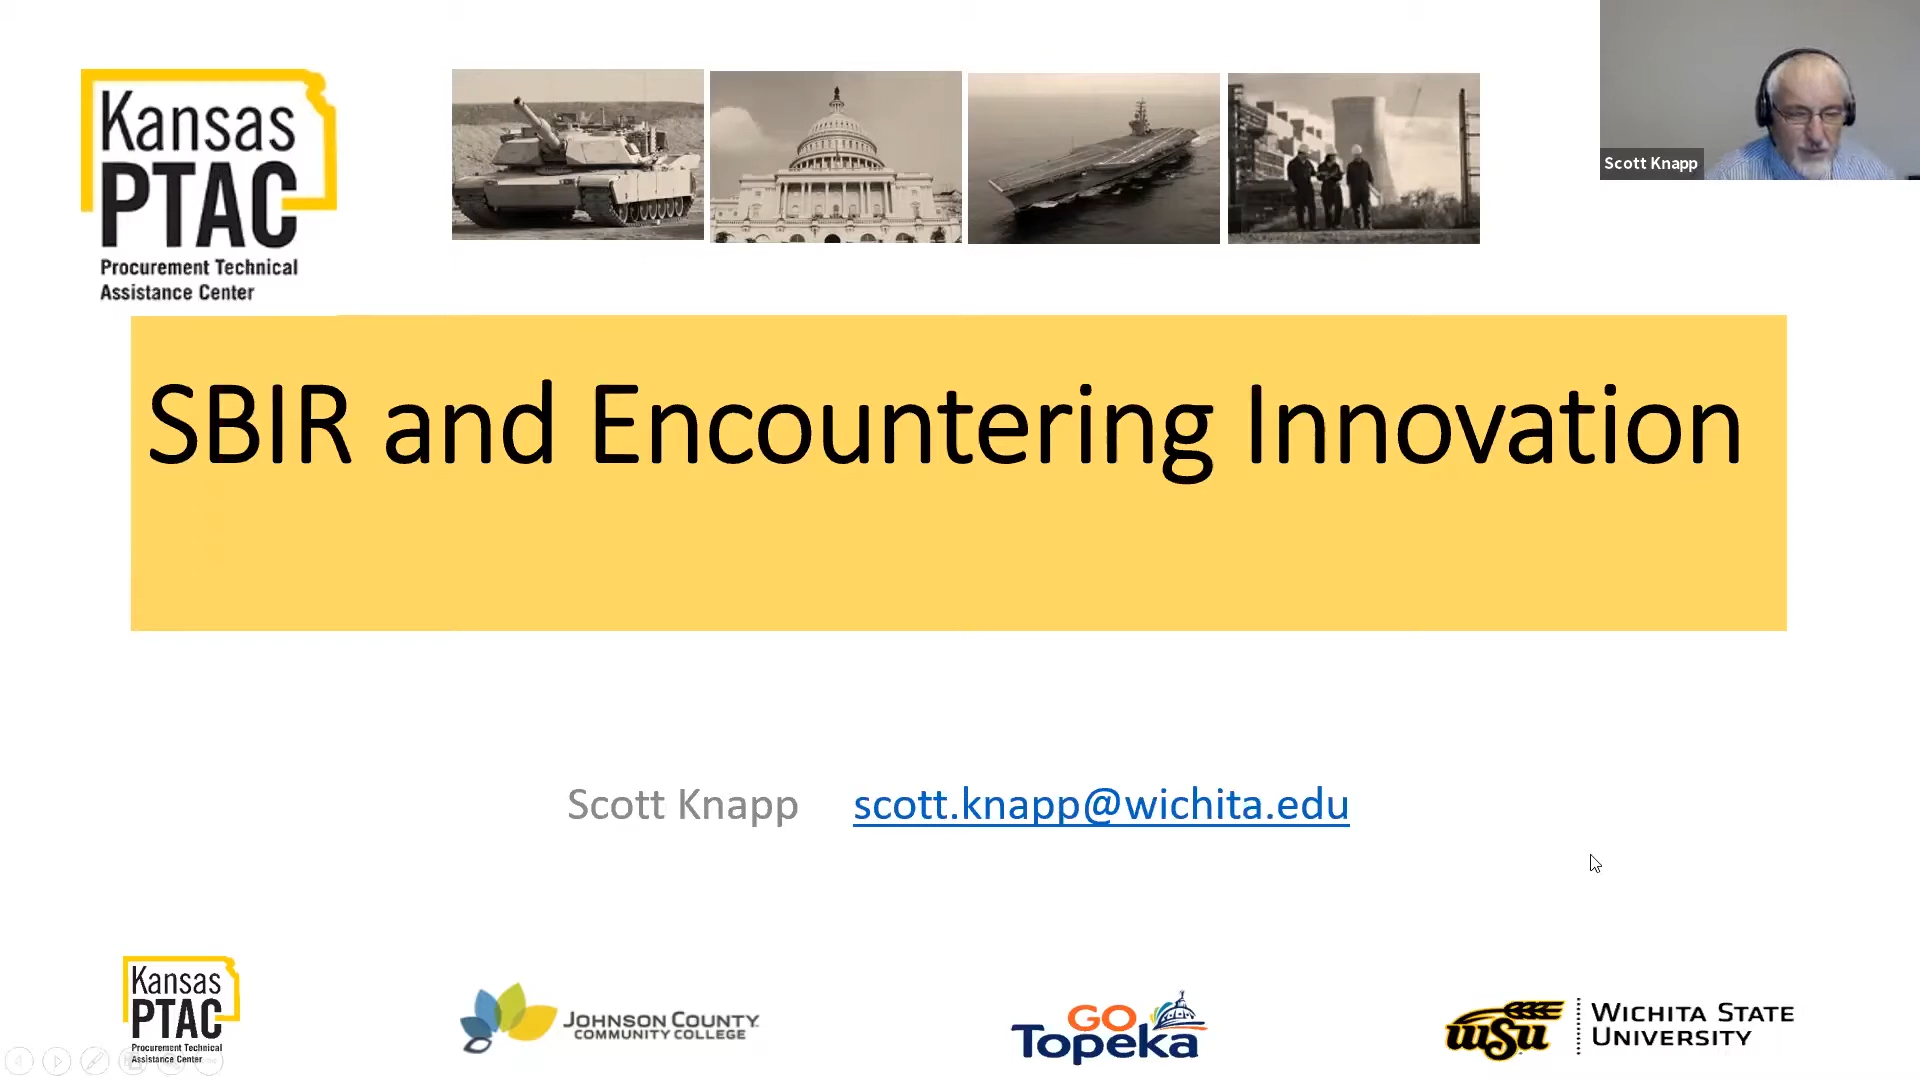 Kansas
PTAC
Procurement Technical
Assistance Center
Scott Knapp
SBIR and Encountering Innovation
Scott Knapp scott.knapp@wichita.edu
Kansas
PTAC
Procurement Technical
Assistance Center
JOHNSON COUNTY
COMMUNITY COLLEGE
GO
Topeka
WSU
WICHITA STATE
UNIVERSITY